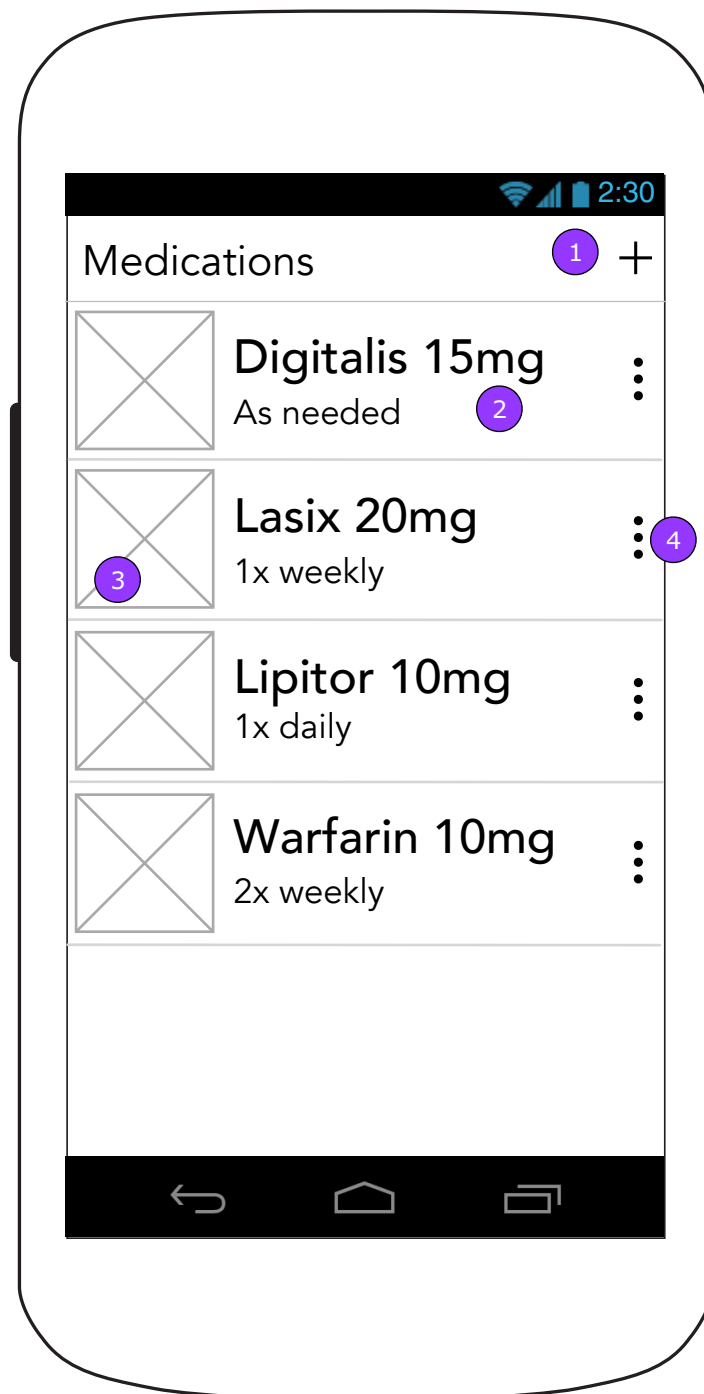 2:30
Medications
1
Digitalis 15mg
As needed
2
Lasix 20mg
4
1x weekly
3
Lipitor 10mg
1x daily
Warfarin 10mg
2x weekly